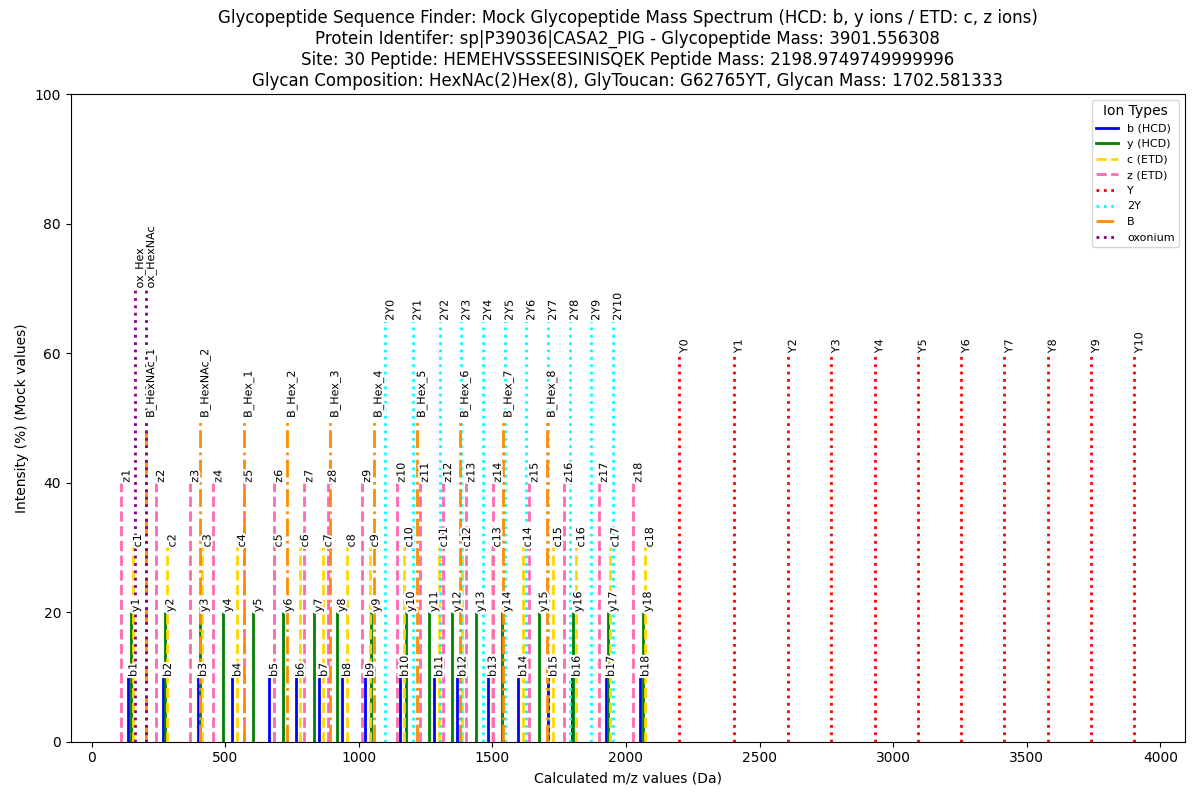 Glycopeptide Sequence Finder: Mock Glycopeptide Mass Spectrum (HCD: b, y ions / ETD: c, z ions)
Protein Identifer: sp|P39036|CASA2_PIG - Glycopeptide Mass: 3901.556308
Site: 30 Peptide: HEMEHVSSSEESINISQEK Peptide Mass: 2198.9749749999996
Glycan Composition: HexNAc(2)Hex(8), GlyToucan: G62765YT, Glycan Mass: 1702.581333
Intensity (%) (Mock values)
100
80
60
40
20
0
Ion Types
b (HCD)
y (HCD)
c (ETD)
z (ETD)
Y
2Y
B
oxonium
ox_Hex
ox_HexNAc
2Y0
2Y1
2Y2
2Y3
2Y4
2Y5
2Y6
2Y7
2Y8
2Y9
2Y10
Y0
Y1
Y2
Y3
Y4
Y5
Y6
Y7
Y8
Y9
Y10
B_HexNAc_1
B_HexNAc_2
B_Hex_1
B_Hex_2
B_Hex_3
B_Hex_4
B_Hex_5
B_Hex_6
B_Hex_7
B_Hex_8
z1
z2
z3
z4
z5
z6
z7
z8
z9
z10
z11
z12
z13
z14
z15
z16
z17
z18
c1
c2
c3
c4
c5
c6
c7
c8
c9
c10
c11
c12
c13
c14
c15
c16
c17
c18
y1
y2
y3
y4
y5
y6
y7
y8
y9
y10
y11
y12
y13
y14
y15
y16
y17
y18
b1
b2
b3
b4
b5
b6
b7
b8
b9
b10
b11
b12
b13
b14
b15
b16
b17
b18
0
500
1000
1500
2000
2500
3000
3500
4000
Calculated m/z values (Da)